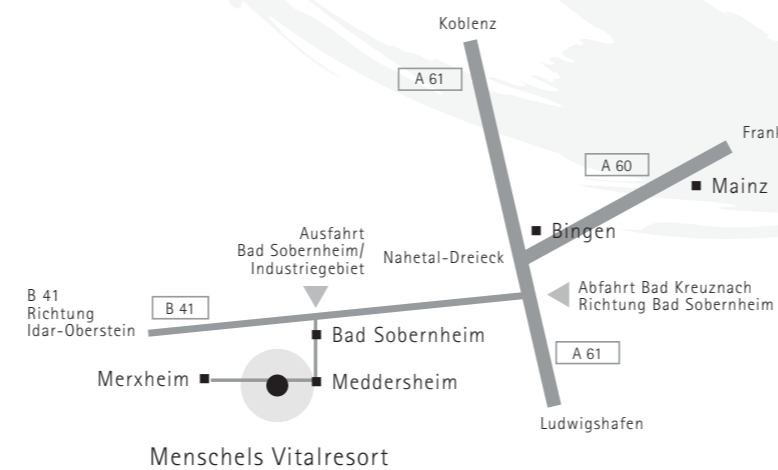 Koblenz
A 61
Frank
A 60
Mainz
Bingen
Ausfahrt
Bad Sobernheim/
Industriegebiet
Nahetal-Dreieck
Abfahrt Bad Kreuznach
Richtung Bad Sobernheim
B 41
Richtung
Idar-Oberstein
B 41
Bad Sobernheim
A 61
Merxheim
Meddersheim
Ludwigshafen
Menschels Vitalresort